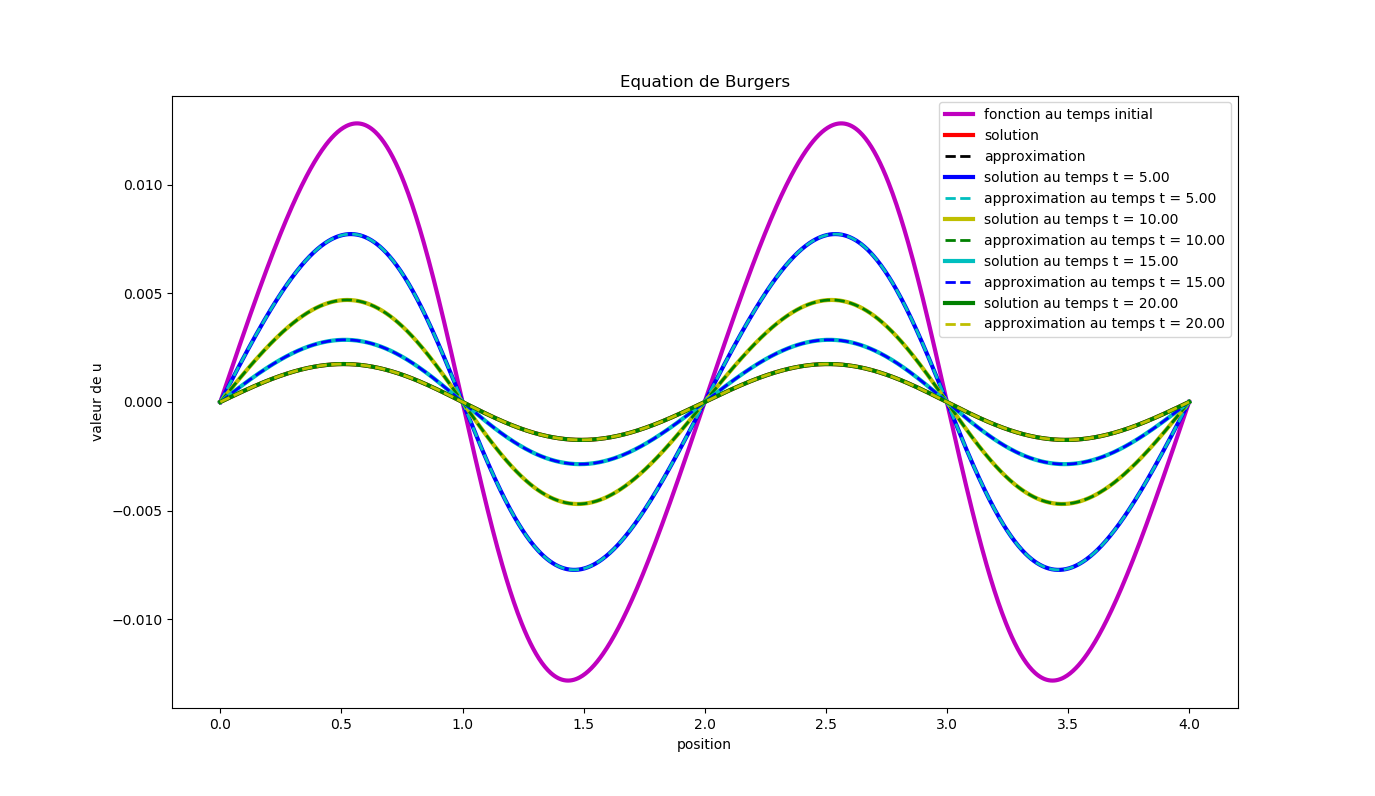 Equation de Burgers
fonction au temps initial
solution
approximation
solution au temps t = 5.00
approximation au temps t = 5.00
solution au temps t = 10.00
approximation au temps t = 10.00
solution au temps t = 15.00
approximation au temps t = 15.00
solution au temps t = 20.00
approximation au temps t = 20.00
0.010
0.005
0.000
−0.005
−0.010
valeur de u
0.0 0.5 1.0 1.5 2.0 2.5 3.0 3.5 4.0
position